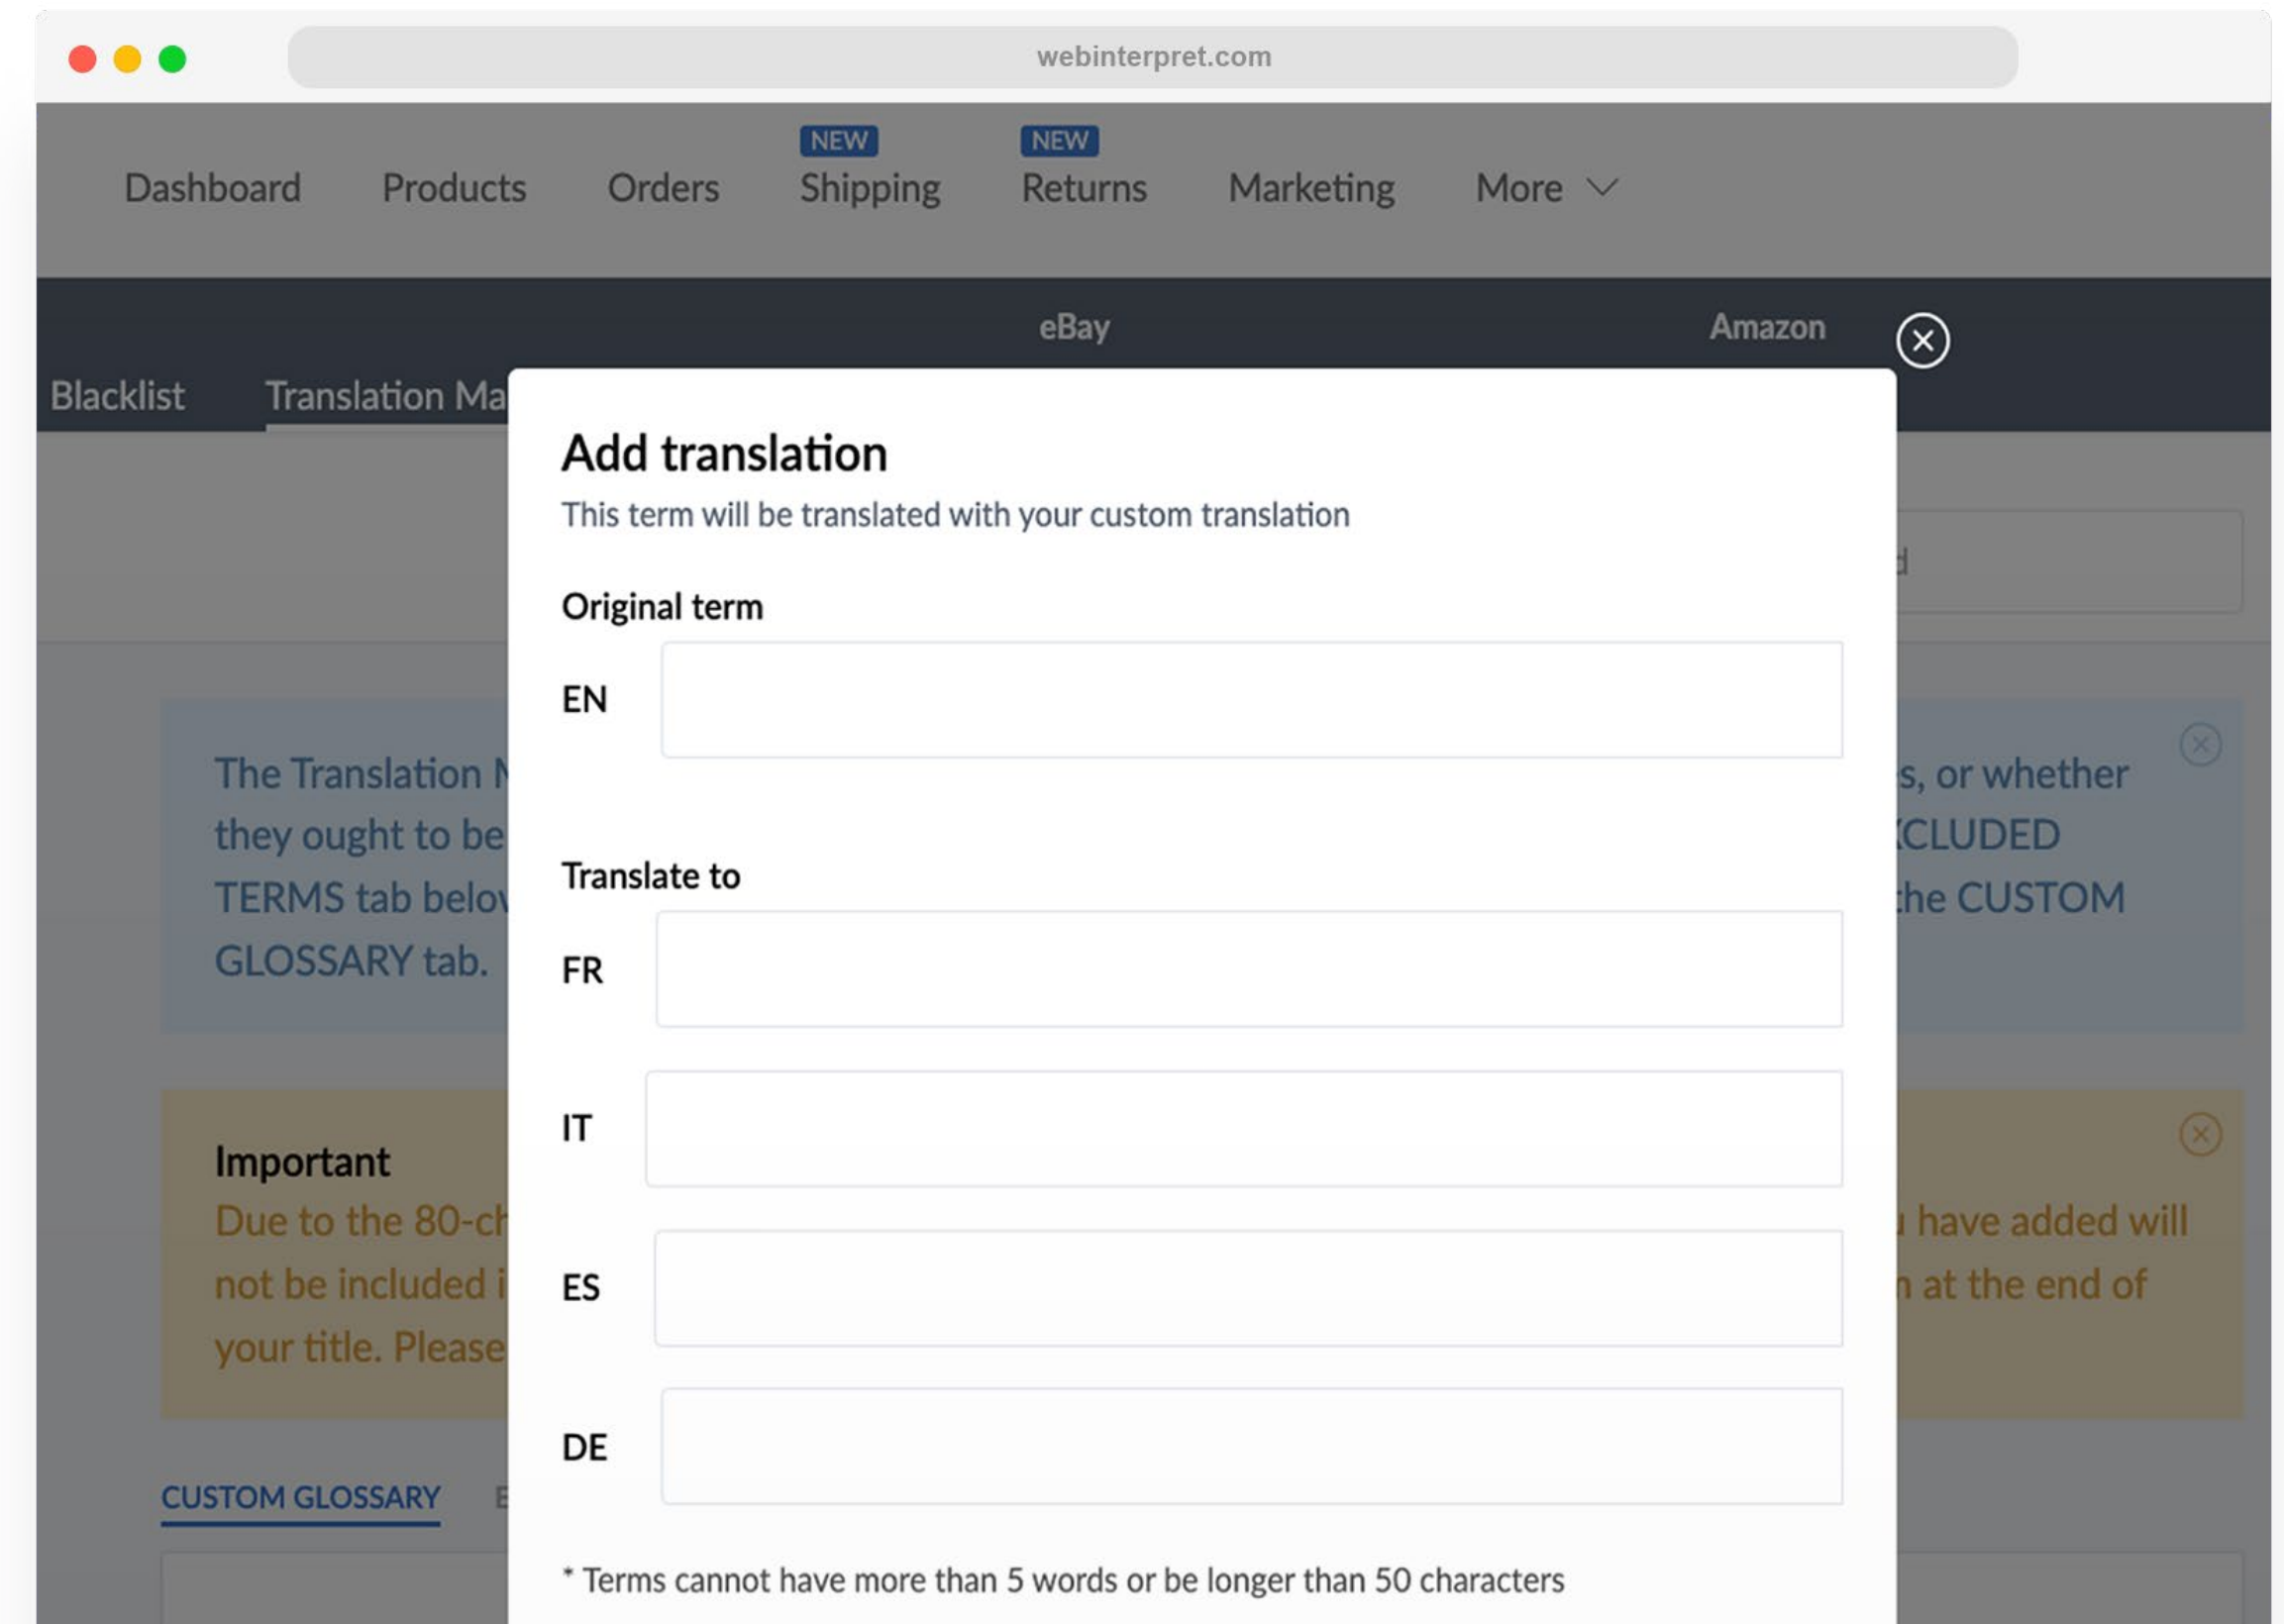 webinterpret.com
NEW NEW
Dashboard Products Orders Shipping Returns Marketing More
eBay Amazon
Blacklist Translation
Add translation
This term will be translated with your custom translation
Original term
EN
The Translation
s, or whether
they ought to be
CLUDED
TERMS tab
the CUSTOM
GLOSSARY tab.
Translate to
FR
IT
ES
DE
Important
Due to the
have added will
not be included
at the end of
your title. Please
CUSTOM GLOSSARY
* Terms cannot have more than 5 words or be longer than 50 characters